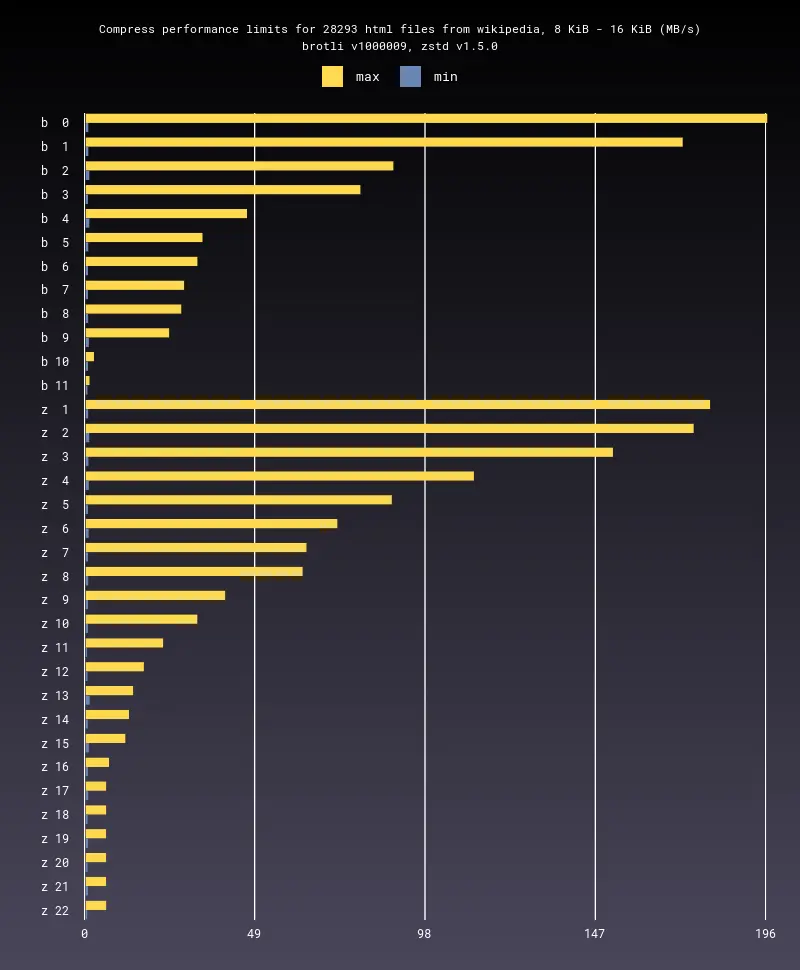 Compress performance limits for 28293 html files from wikipedia, 8 KiB - 16 KiB (MB/s)
brotli v1000009, zstd v1.5.0
max min
b 0
b 1
b 2
b 3
b 4
b 5
b 6
b 7
b 8
b 9
b 10
b 11
z 1
z 2
z 3
z 4
z 5
z 6
z 7
z 8
z 9
z 10
z 11
z 12
z 13
z 14
z 15
z 16
z 17
z 18
z 19
z 20
z 21
z 22
0 49 98 147 196